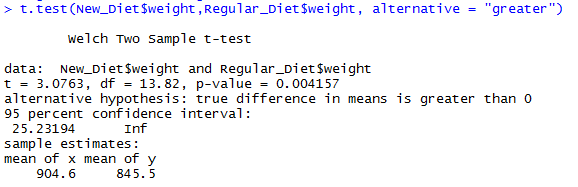 > t.test(New_Diet$weight,Regular_Diet$weight, alternative = "greater")
Welch Two Sample t-test
data:  New_Diet$weight and Regular_Diet$weight
t = 3.0763, df = 13.82, p-value = 0.004157
alternative hypothesis: true difference in means is greater than 0
95 percent confidence interval:
 25.23194      Inf
sample estimates:
mean of x mean of y
    904.6     845.5